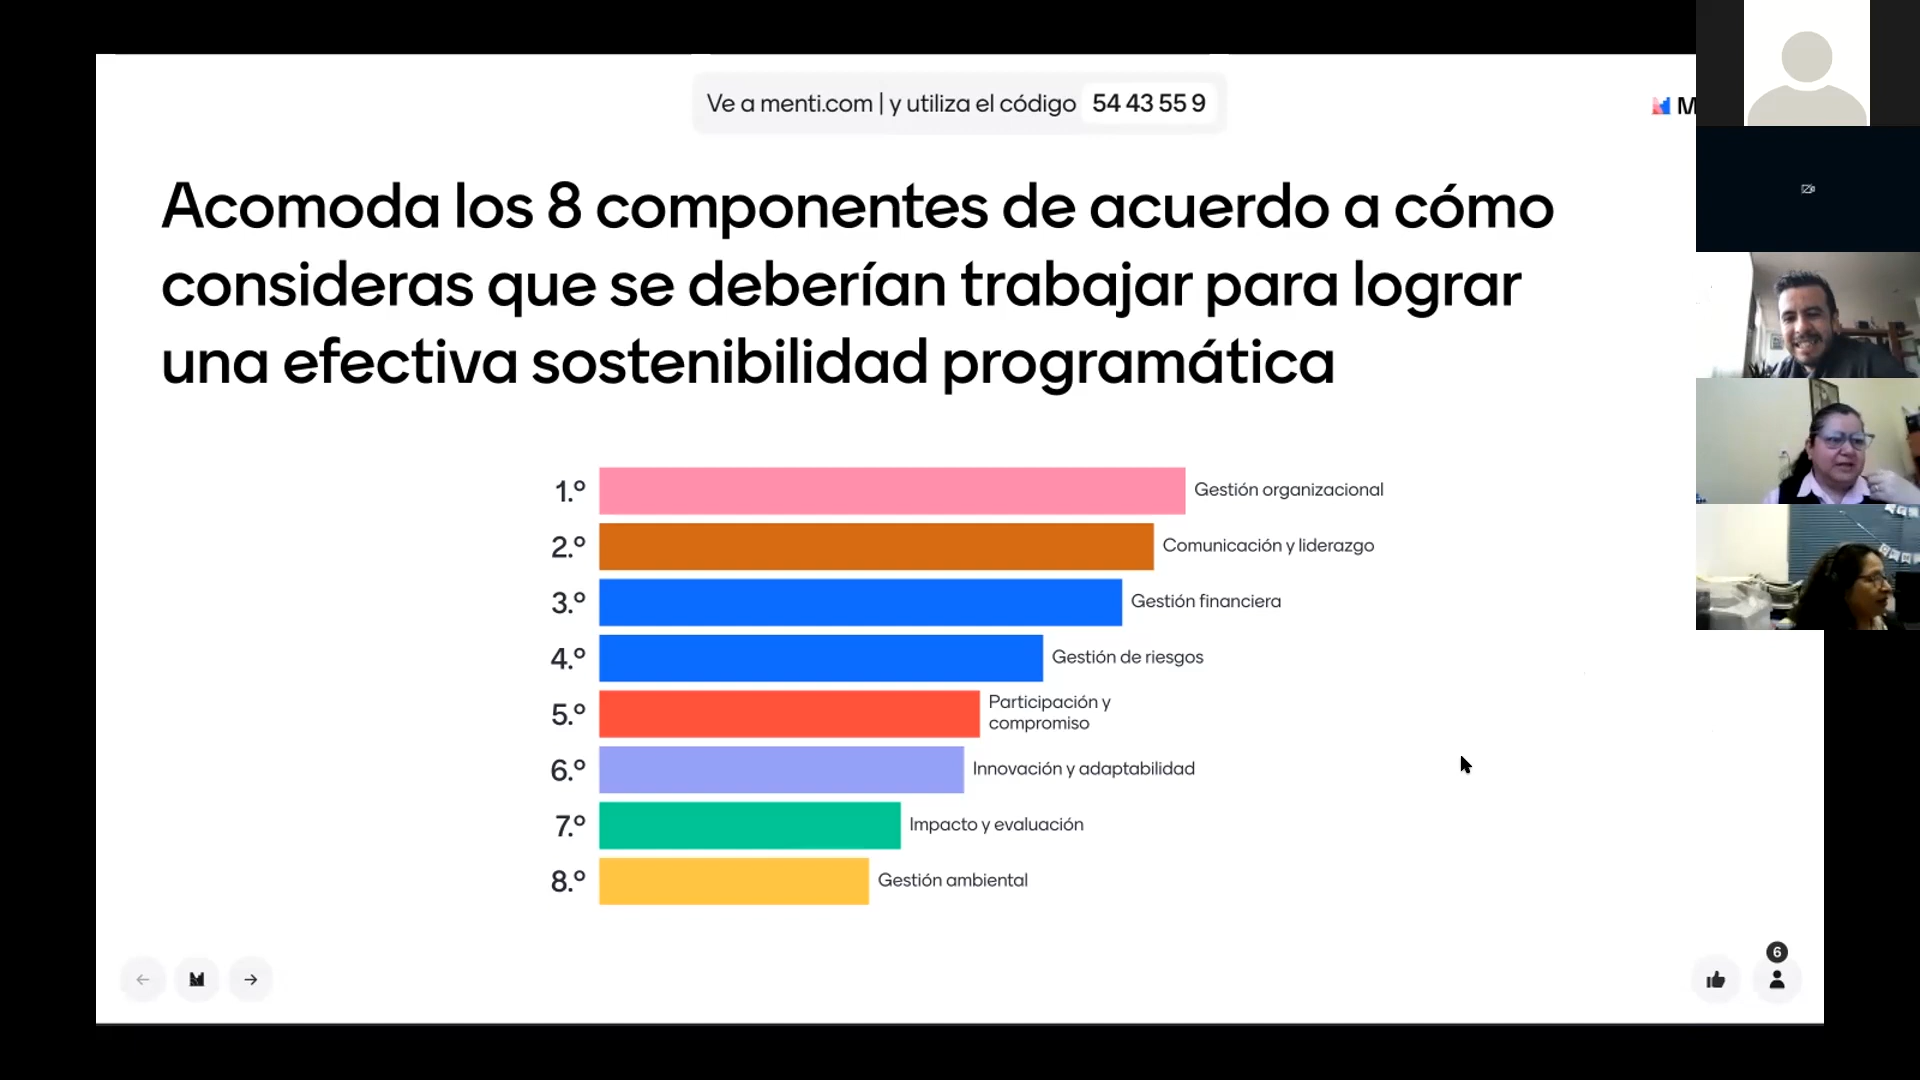 Ve a menti.com | y utiliza el código 54 43 55 9
M
Acomoda los 8 componentes de acuerdo a cómo
consideras que se deberían trabajar para lograr
una efectiva sostenibilidad programática
1.º Gestión organizacional
2.º Comunicación y liderazgo
3.º Gestión financiera
4.º Gestión de riesgos
5.º Participación y
compromiso
6.º Innovación y adaptabilidad
7.º Impacto y evaluación
8.º Gestión ambiental
6